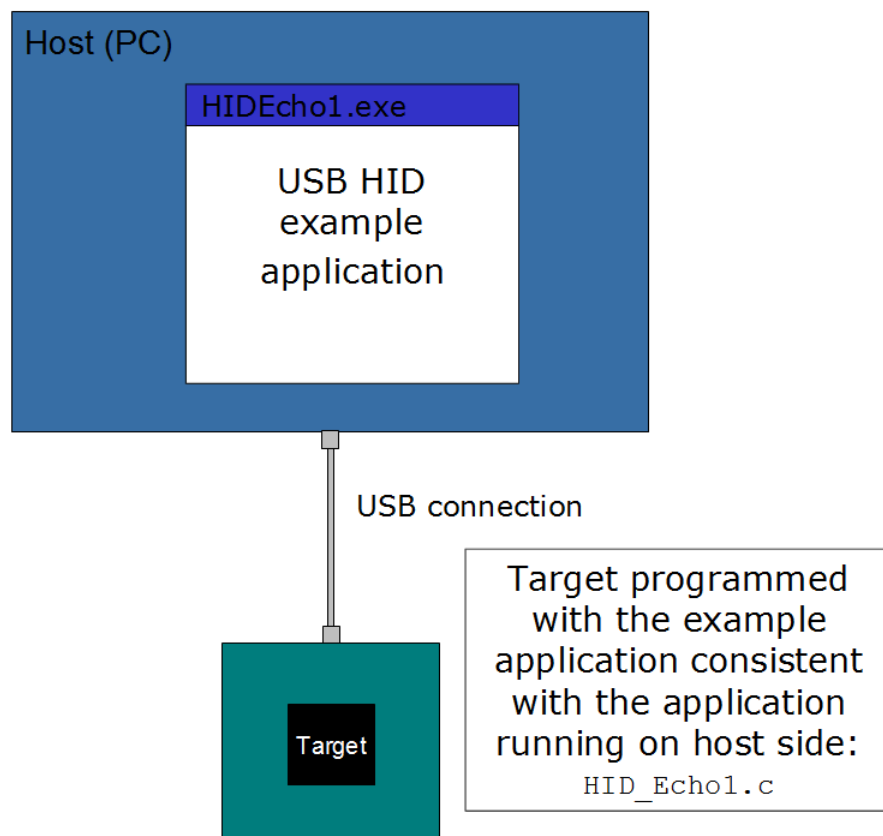 Host (PC)
HIDEcho1.exe
USB HID
example
application
USB connection
Target programmed
with the example
application consistent
with the application
running on host side:
HID_Echo1.c
Target